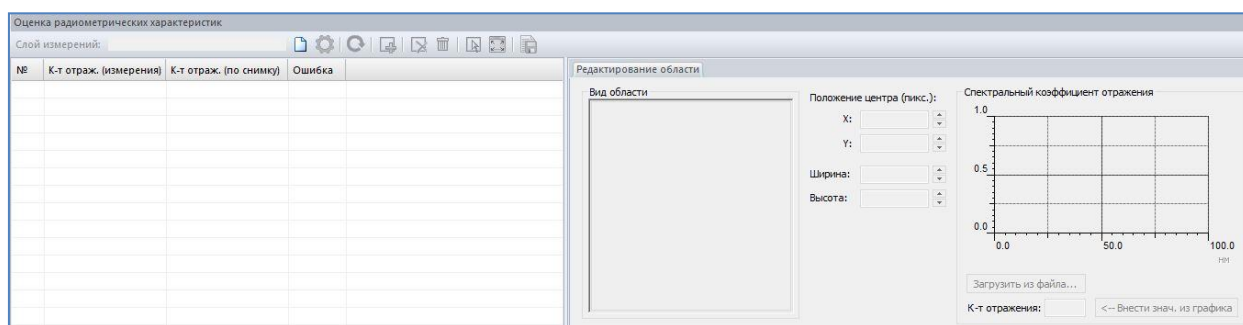 Оценка радиометрических характеристик
Слой измерений:
№ К-т отраж. (измерения) К-т отраж. (по снимку) Ошибка
Редактирование области
Вид области
Положение центра (пикс.):
X:
Y:
Ширина:
Высота:
Спектральный коэффициент отражения
1.0
0.5
0.0
0.0 50.0 100.0
нм
Загрузить из файла...
К-т отражения: <-- Внести знач. из графика